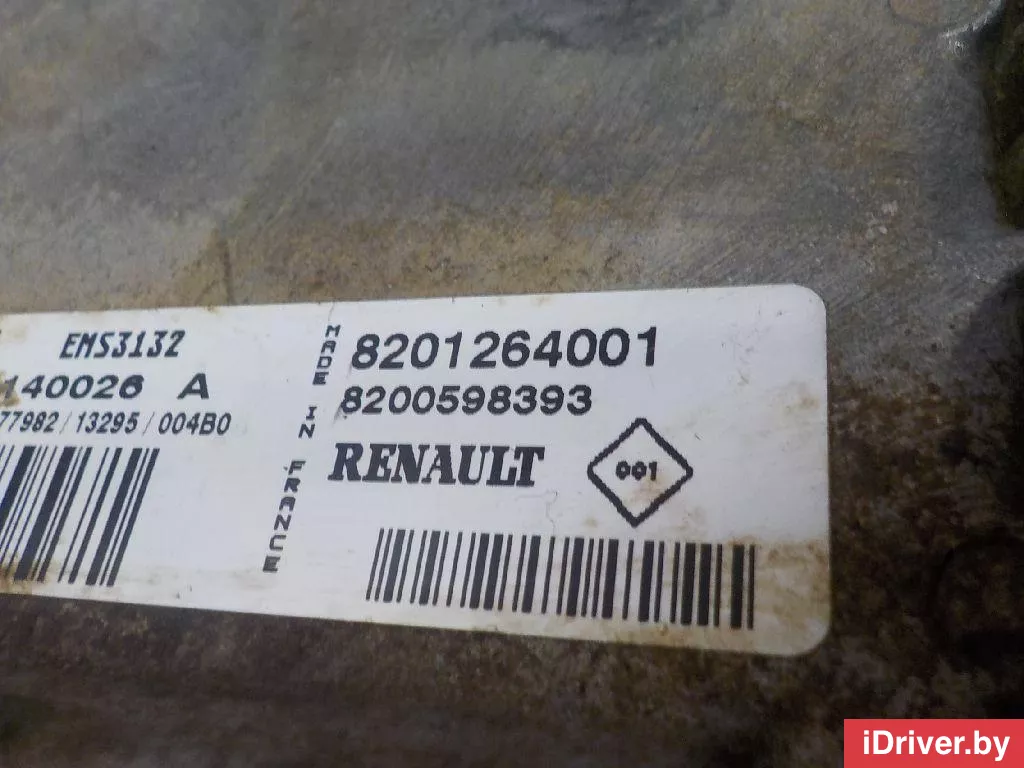 EMS3132
140026 A
77982/13295/004B0
MADE IN FRANCE
8201264001
8200598393
RENAULT
001
iDriver.by